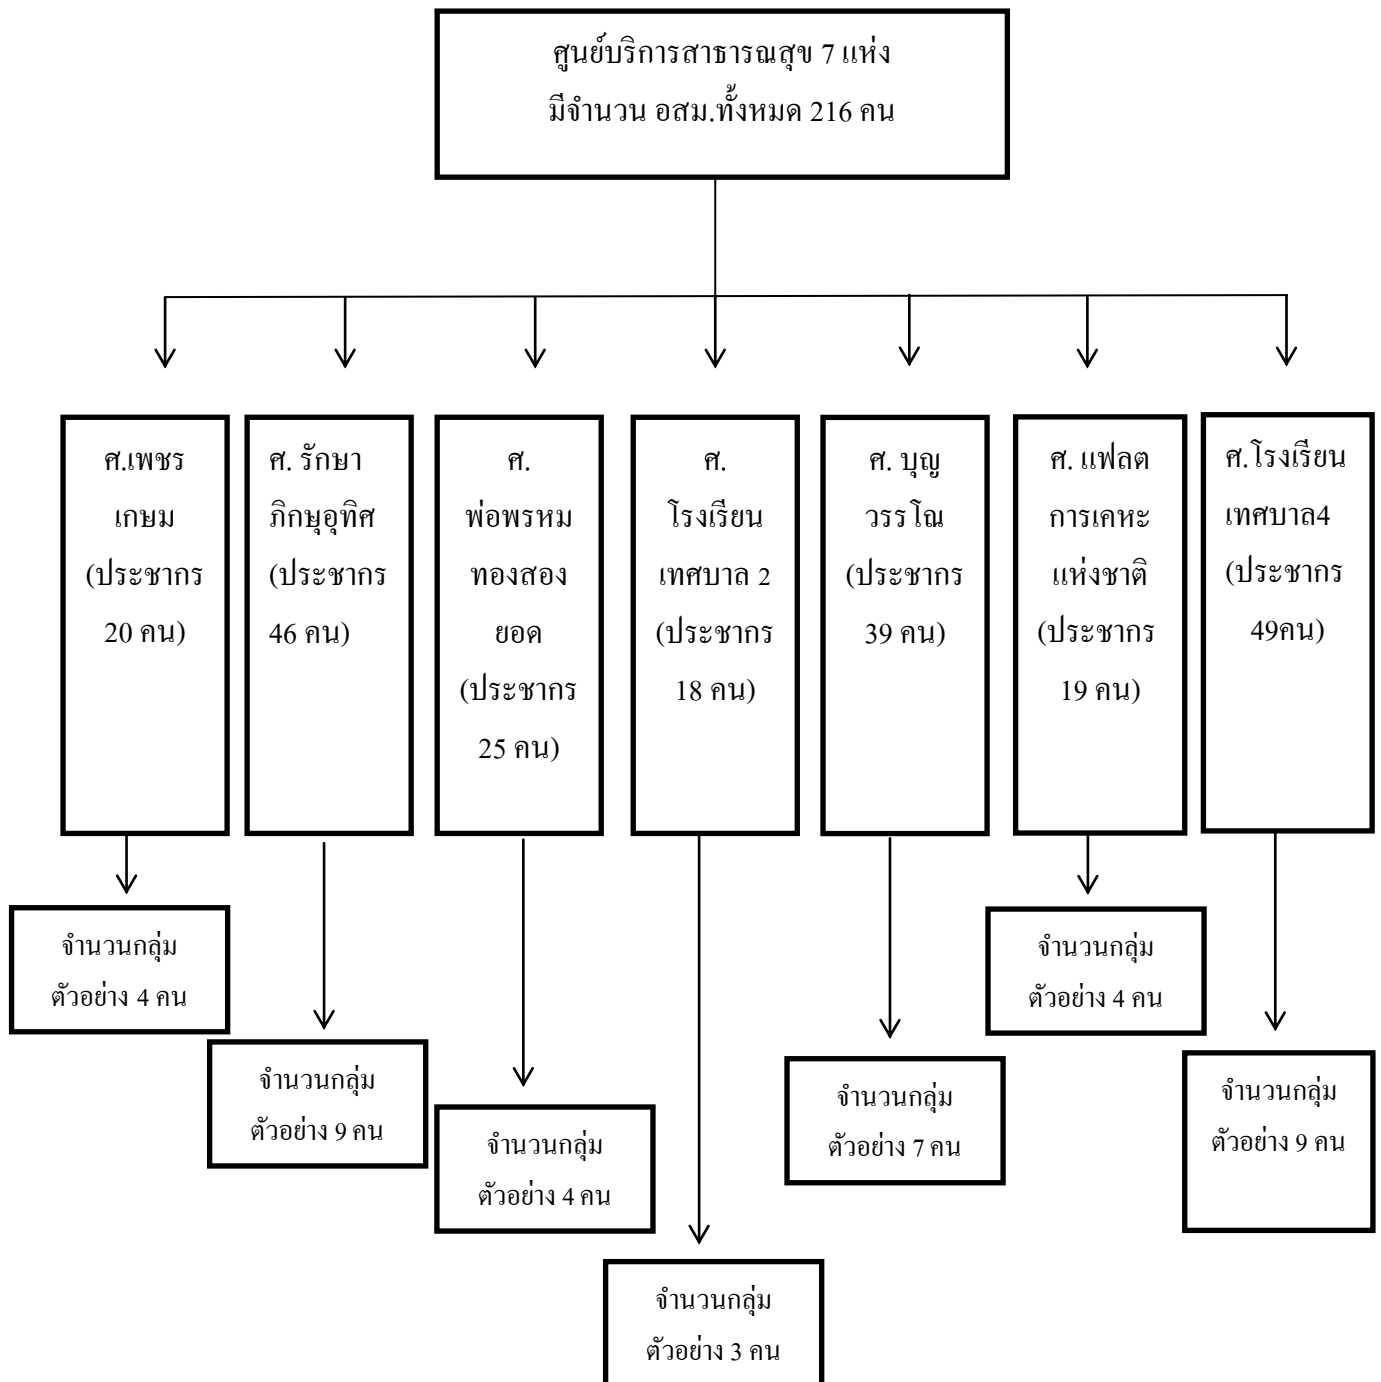 ศูนย์บริการสาธารณสุข 7 แห่ง
มีจำนวน อสม.ทั้งหมด 216 คน
ศ.เพชร
เกษม
(ประชากร
20 คน)
ศ. รักษา
ภิกษุอุทิศ
(ประชากร
46 คน)
ศ.
พ่อพรหม
ทองสอง
ยอด
(ประชากร
25 คน)
ศ.
โรงเรียน
เทศบาล 2
(ประชากร
18 คน)
ศ. บุญ
วรรโณ
(ประชากร
39 คน)
ศ. แฟลต
การเคหะ
แห่งชาติ
(ประชากร
19 คน)
ศ.โรงเรียน
เทศบาล4
(ประชากร
49คน)
จำนวนกลุ่ม
ตัวอย่าง 4 คน
จำนวนกลุ่ม
ตัวอย่าง 9 คน
จำนวนกลุ่ม
ตัวอย่าง 4 คน
จำนวนกลุ่ม
ตัวอย่าง 3 คน
จำนวนกลุ่ม
ตัวอย่าง 7 คน
จำนวนกลุ่ม
ตัวอย่าง 4 คน
จำนวนกลุ่ม
ตัวอย่าง 9 คน